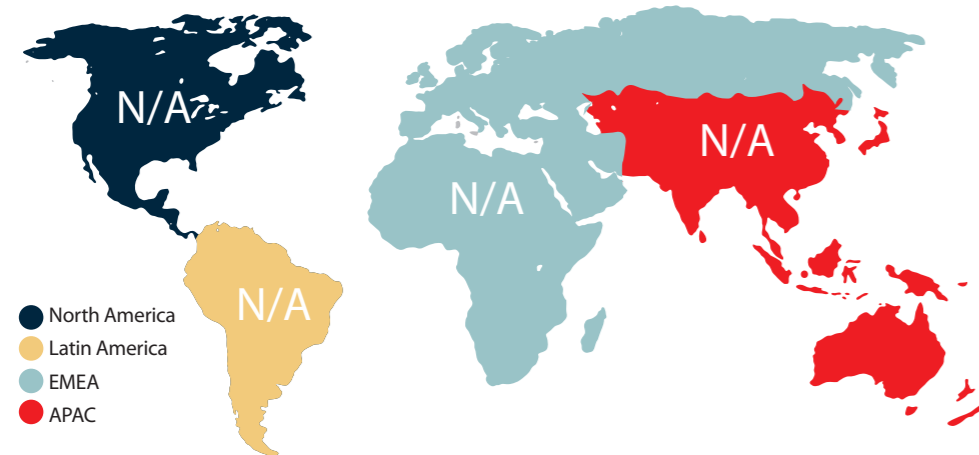 N/A
N/A
N/A
N/A
North America
Latin America
EMEA
APAC